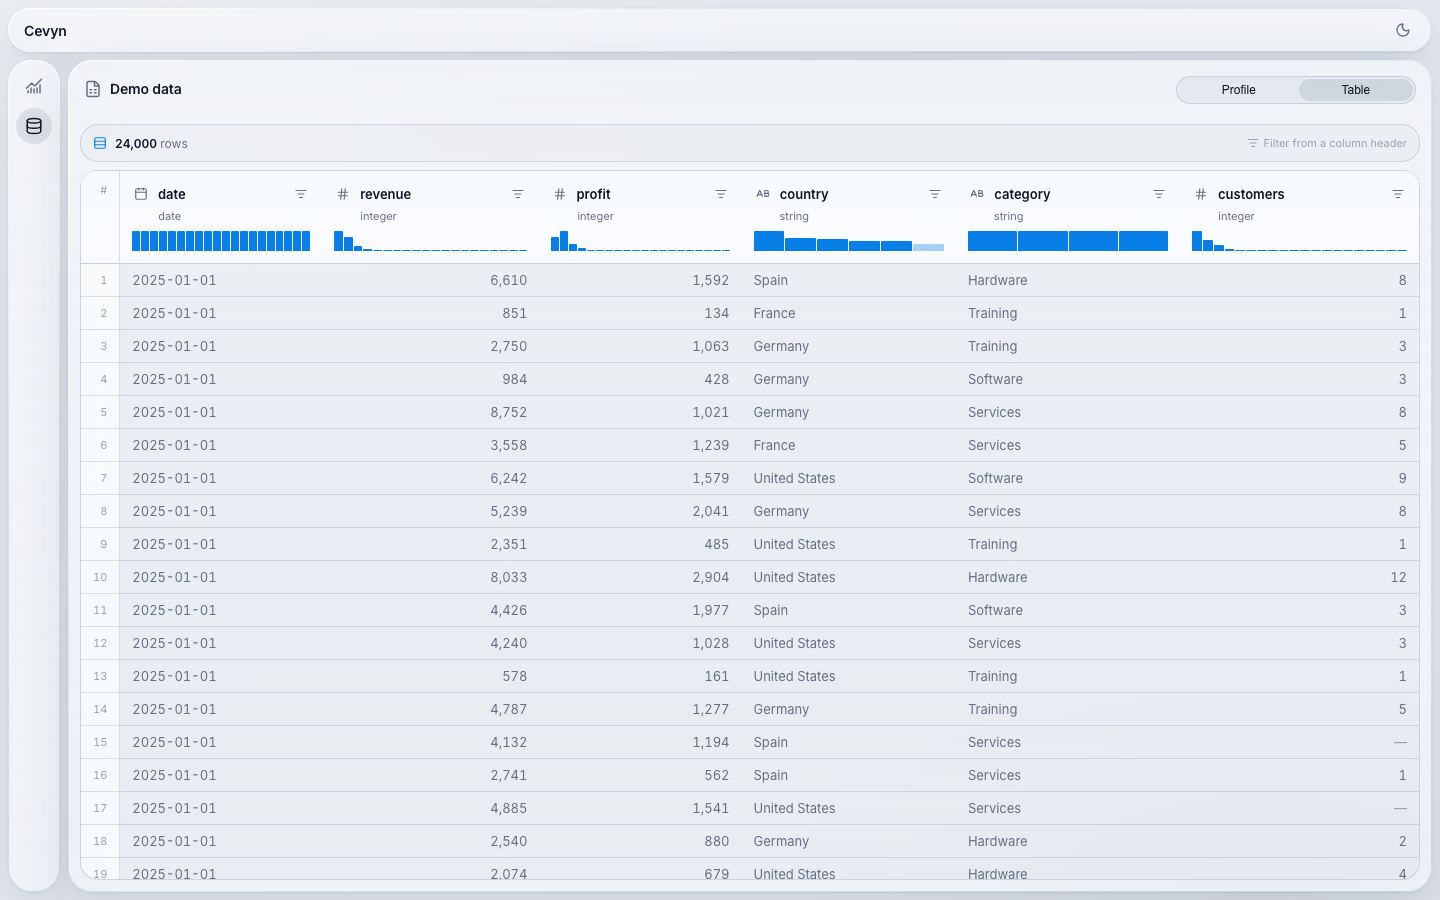 Cevyn
Demo data
Profile Table
24,000 rows
Filter from a column header
# date revenue profit country category customers
date integer integer string string integer
1 2025-01-01 6,610 1,592 Spain Hardware 8
2 2025-01-01 851 134 France Training 1
3 2025-01-01 2,750 1,063 Germany Training 3
4 2025-01-01 984 428 Germany Software 3
5 2025-01-01 8,752 1,021 Germany Services 8
6 2025-01-01 3,558 1,239 France Services 5
7 2025-01-01 6,242 1,579 United States Software 9
8 2025-01-01 5,239 2,041 Germany Services 8
9 2025-01-01 2,351 485 United States Training 1
10 2025-01-01 8,033 2,904 United States Hardware 12
11 2025-01-01 4,426 1,977 Spain Software 3
12 2025-01-01 4,240 1,028 United States Services 3
13 2025-01-01 578 161 United States Training 1
14 2025-01-01 4,787 1,277 Germany Training 5
15 2025-01-01 4,132 1,194 Spain Services —
16 2025-01-01 2,741 562 Spain Services 1
17 2025-01-01 4,885 1,541 United States Services —
18 2025-01-01 2,540 880 Germany Hardware 2
19 2025-01-01 2,074 679 United States Hardware 4